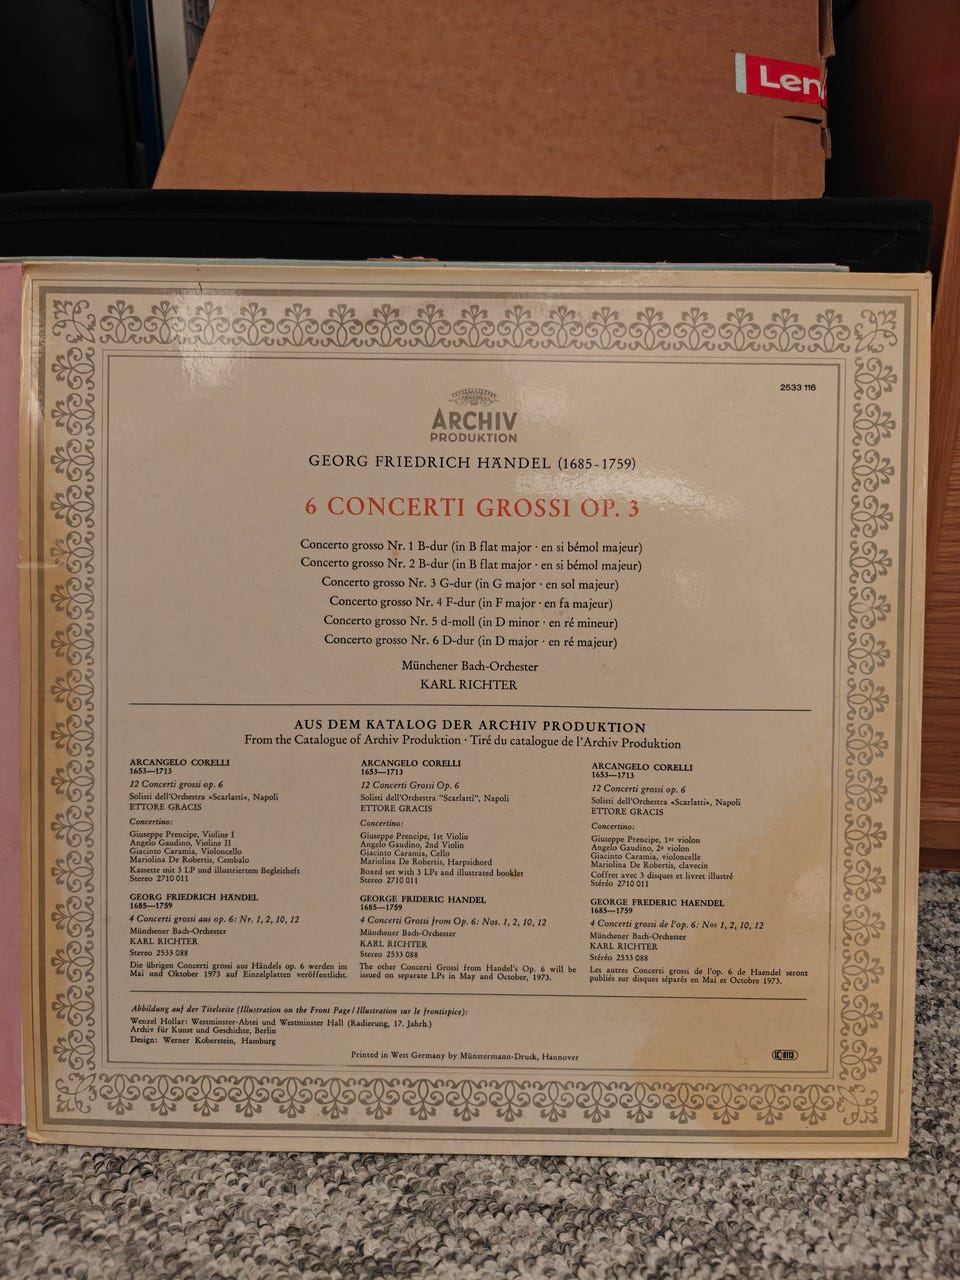 Len
2533 116
ARCHIV
PRODUKTION
GEORG FRIEDRICH HÄNDEL (1685-1759)
6 CONCERTI GROSSI OP. 3
Concerto grosso Nr. 1 B-dur (in B flat major · en si bémol majeur)
Concerto grosso Nr. 2 B-dur (in B flat major · en si bémol majeur)
Concerto grosso Nr. 3 G-dur (in G major · en sol majeur)
Concerto grosso Nr. 4 F-dur (in F major · en fa majeur)
Concerto grosso Nr. 5 d-moll (in D minor · en ré mineur)
Concerto grosso Nr. 6 D-dur (in D major · en ré majeur)
Münchener Bach-Orchester
KARL RICHTER
AUS DEM KATALOG DER ARCHIV PRODUKTION
From the Catalogue of Archiv Produktion · Tiré du catalogue de l'Archiv Produktion
ARCANGELO CORELLI
1653—1713
12 Concerti grossi op. 6
Solisti dell'Orchestra »Scarlatti«, Napoli
ETTORE GRACIS
Concertino:
Giuseppe Prencipe, Violine I
Angelo Gaudino, Violine II
Giacinto Caramia, Violoncello
Mariolina De Robertis, Cembalo
Kassette mit 3 LP und illustriertem Begleitheft
Stereo 2710 011
GEORG FRIEDRICH HÄNDEL
1685—1759
4 Concerti grossi aus op. 6: Nr. 1, 2, 10, 12
Münchener Bach-Orchester
KARL RICHTER
Stereo 2533 088
Die übrigen Concerti grossi aus Händels op. 6 werden im
Mai und Oktober 1973 auf Einzelplatten veröffentlicht.
ARCANGELO CORELLI
1653—1713
12 Concerti Grossi Op. 6
Solisti dell'Orchestra "Scarlatti", Napoli
ETTORE GRACIS
Concertino:
Giuseppe Prencipe, 1st Violin
Angelo Gaudino, 2nd Violin
Giacinto Caramia, Cello
Mariolina De Robertis, Harpsichord
Boxed set with 3 LPs and illustrated booklet
Stereo 2710 011
GEORGE FRIDERIC HANDEL
1685—1759
4 Concerti Grossi from Op. 6: Nos. 1, 2, 10, 12
Münchener Bach-Orchester
KARL RICHTER
Stereo 2533 088
The other Concerti Grossi from Handel's Op. 6 will be
issued on separate LPs in May and October, 1973.
ARCANGELO CORELLI
1653—1713
12 Concerti grossi op. 6
Solisti dell'Orchestra «Scarlatti», Napoli
ETTORE GRACIS
Concertino:
Giuseppe Prencipe, 1er violon
Angelo Gaudino, 2e violon
Giacinto Caramia, violoncelle
Mariolina De Robertis, clavecin
Coffret avec 3 disques et livret illustré
Stéréo 2710 011
GEORGE FREDERIC HAENDEL
1685—1759
4 Concerti grossi de l'op. 6: Nos 1, 2, 10, 12
Münchener Bach-Orchester
KARL RICHTER
Stéréo 2533 088
Les autres Concerti grossi de l'op. 6 de Haendel seront
publiés sur disques séparés en Mai et Octobre 1973.
Abbildung auf der Titelseite (Illustration on the Front Page / Illustration sur le frontispice):
Wenzel Hollar: Westminster-Abtei und Westminster Hall (Radierung, 17. Jahrh.)
Archiv für Kunst und Geschichte, Berlin
Design: Werner Koberstein, Hamburg
Printed in West Germany by Münstermann-Druck, Hannover